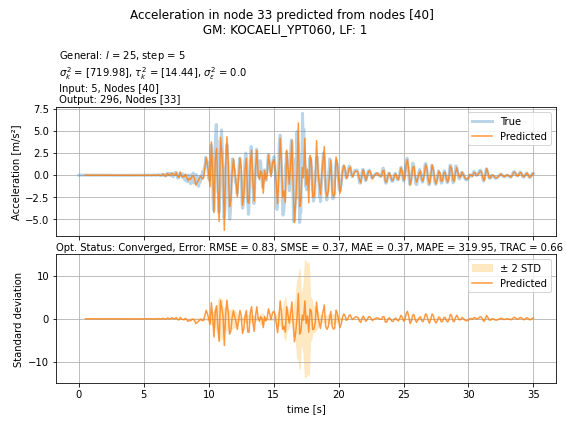 Acceleration in node 33 predicted from nodes [40]
GM: KOCAELI_YPT060, LF: 1
General: l = 25, step = 5
σ²ₖ = [719.98], τ²ₖ = [14.44], σ²ε = 0.0
Input: 5, Nodes [40]
Output: 296, Nodes [33]
Acceleration [m/s²]
7.5
5.0
2.5
0.0
−2.5
−5.0
True
Predicted
Opt. Status: Converged, Error: RMSE = 0.83, SMSE = 0.37, MAE = 0.37, MAPE = 319.95, TRAC = 0.66
Standard deviation
10
0
−10
± 2 STD
Predicted
0 5 10 15 20 25 30 35
time [s]